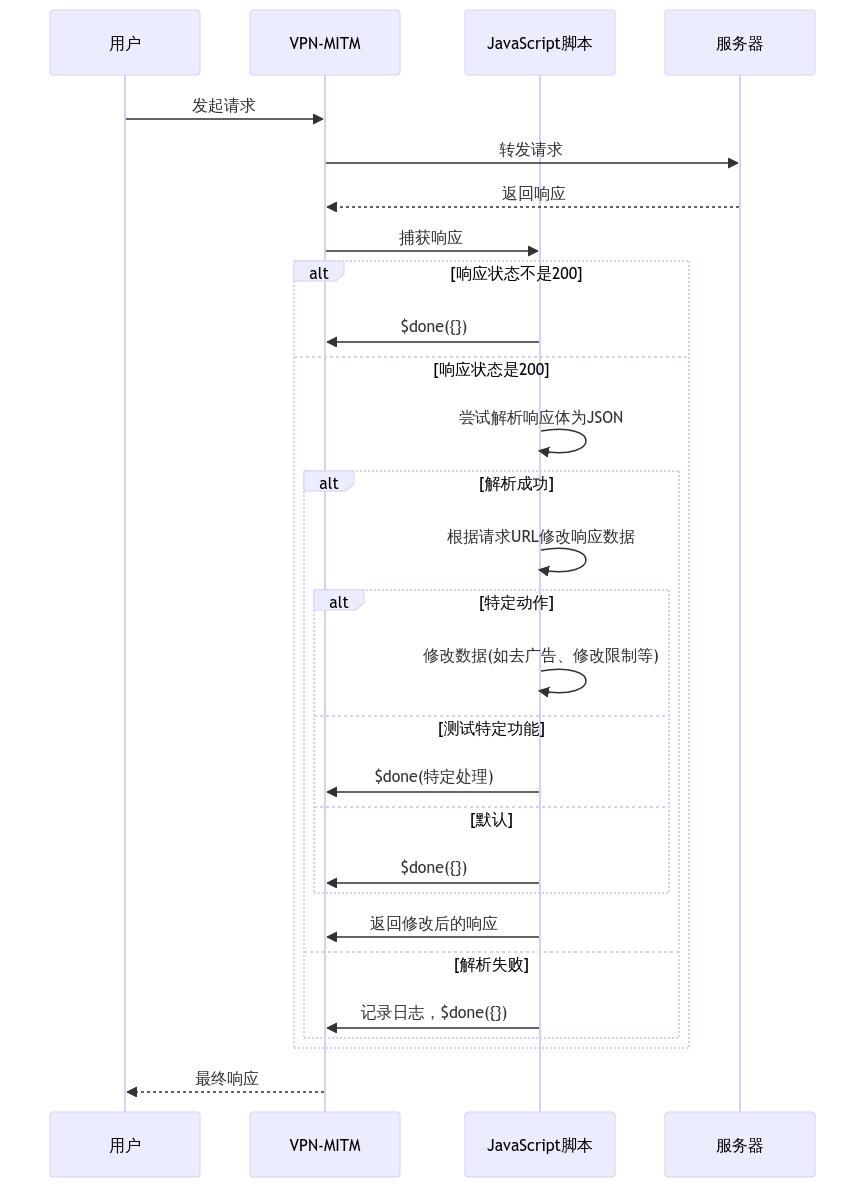 用户
VPN-MITM
JavaScript脚本
服务器
发起请求
转发请求
返回响应
捕获响应
alt
[响应状态不是200]
$done({})
[响应状态是200]
尝试解析响应体为JSON
alt
[解析成功]
根据请求URL修改响应数据
alt
[特定动作]
修改数据(如去广告、修改限制等)
[测试特定功能]
$done(特定处理)
[默认]
$done({})
返回修改后的响应
[解析失败]
记录日志，$done({})
最终响应
用户
VPN-MITM
JavaScript脚本
服务器